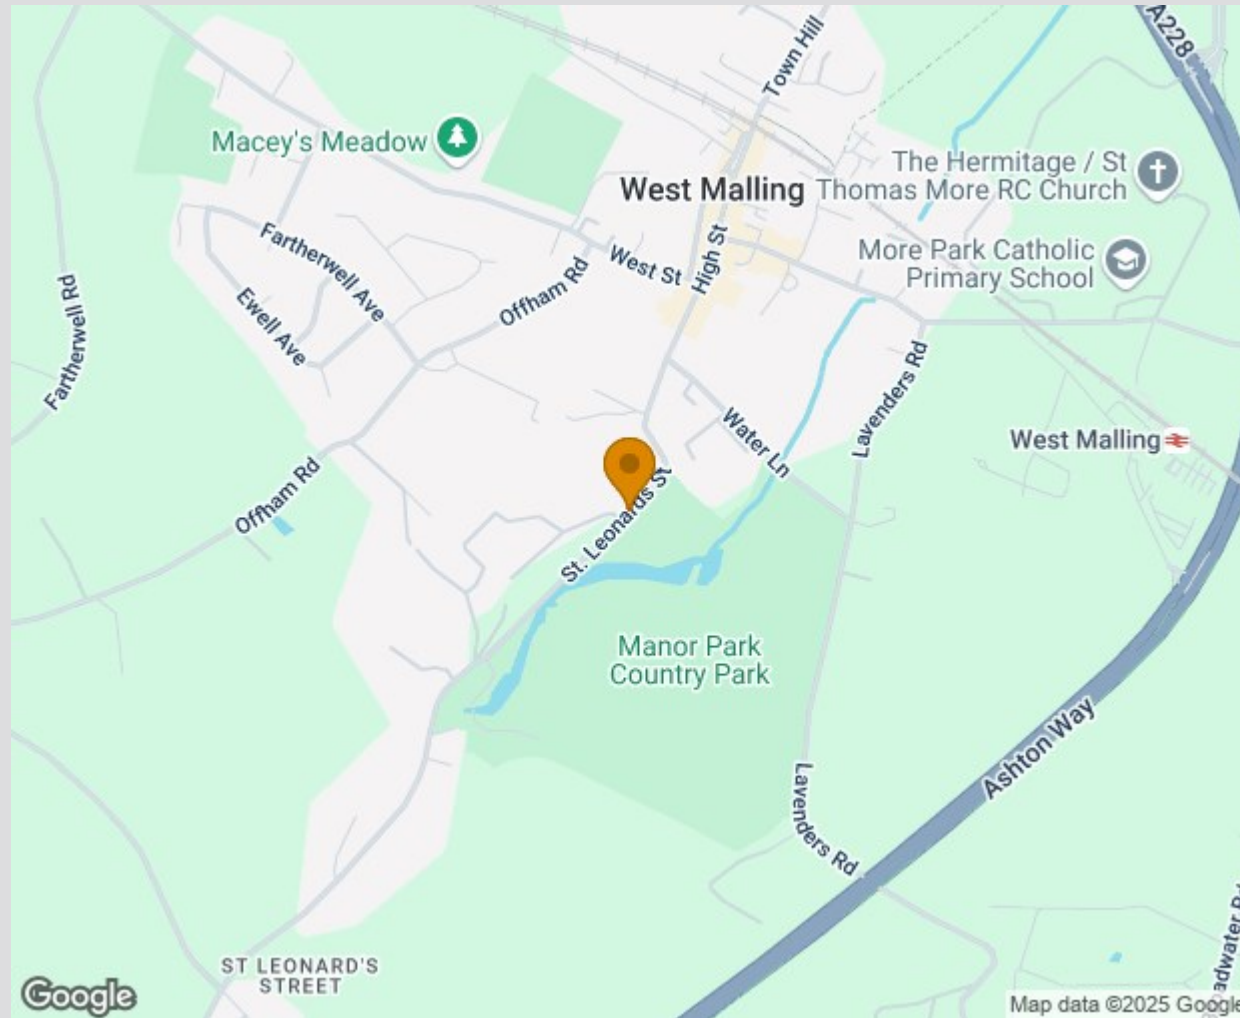 A228
Town Hill
Macey's Meadow
West Malling
The Hermitage / St
Thomas More RC Church
More Park Catholic
Primary School
High St
West St
Fartherwell Ave
Offham Rd
Ewell Ave
Fartherwell Rd
Lavenders Rd
Water Ln
West Malling
Offham Rd
St. Leonards St
Manor Park
Country Park
Ashton Way
Lavenders Rd
ST LEONARD'S
STREET
Google
Map data ©2025 Google